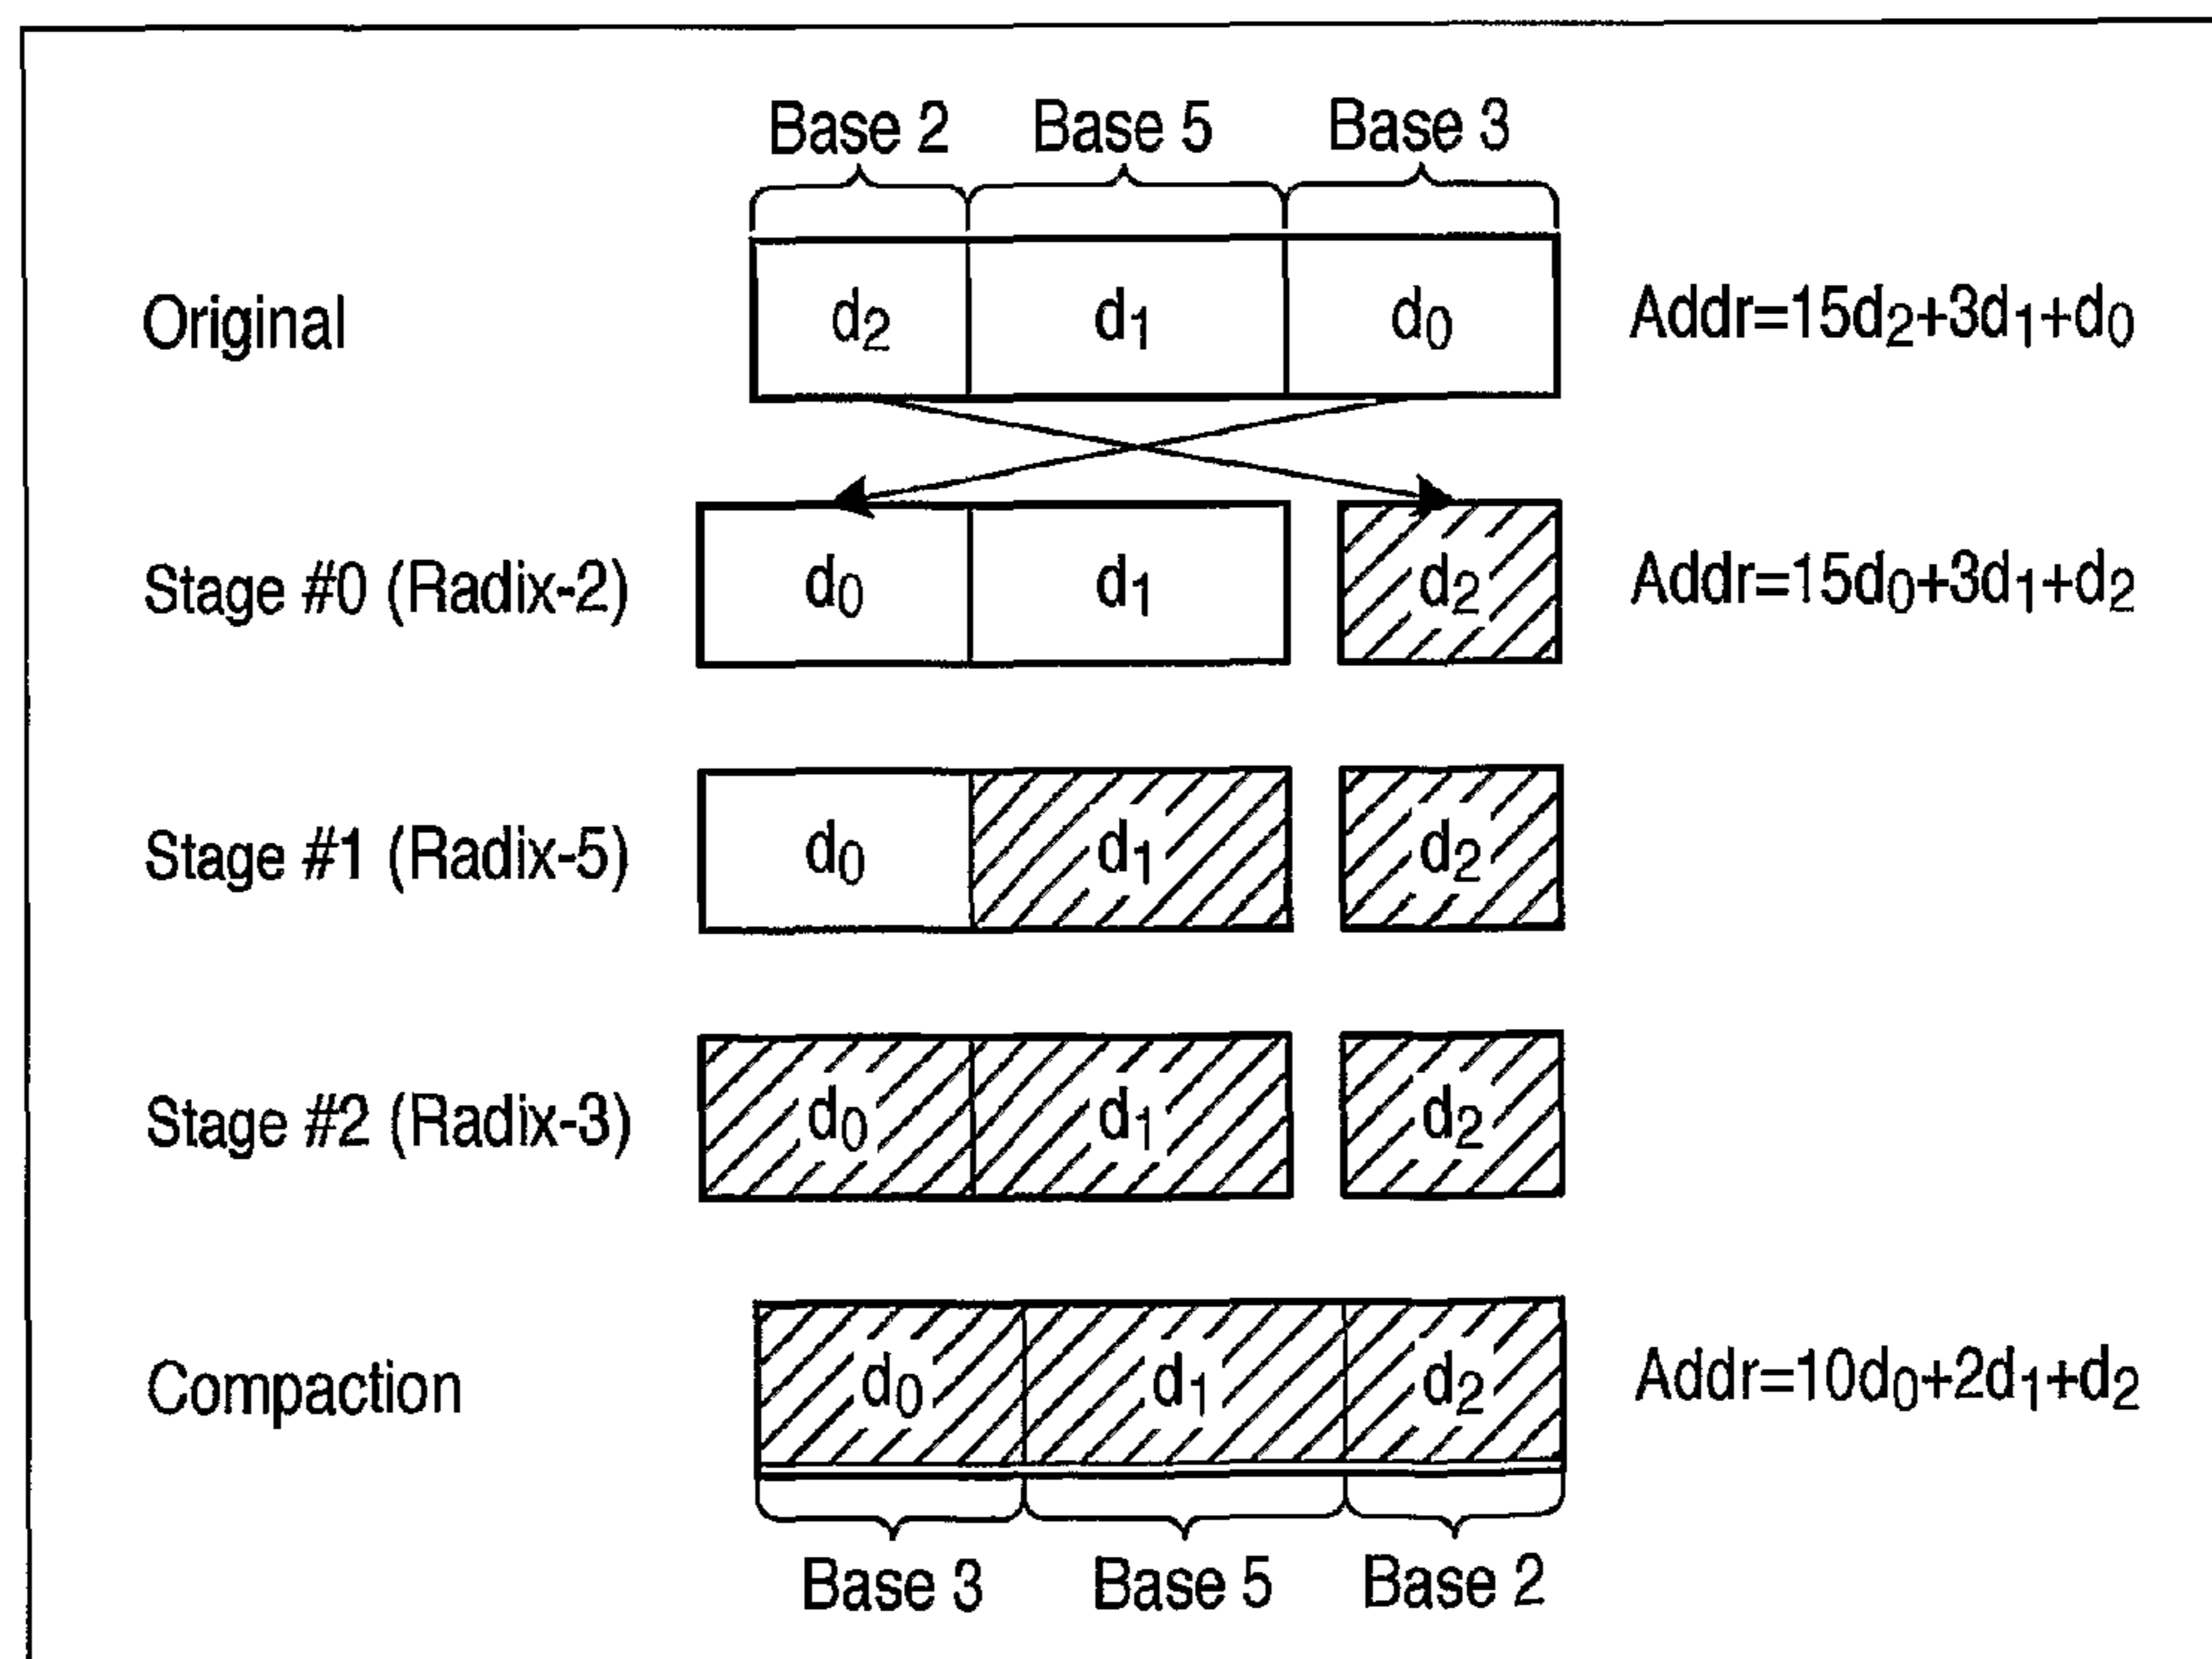 Base 2 Base 5 Base 3
Original d2 d1 d0 Addr=15d2+3d1+d0
Stage #0 (Radix-2) d0 d1 d2 Addr=15d0+3d1+d2
Stage #1 (Radix-5) d0 d1 d2
Stage #2 (Radix-3) d0 d1 d2
Compaction d0 d1 d2 Addr=10d0+2d1+d2
Base 3 Base 5 Base 2